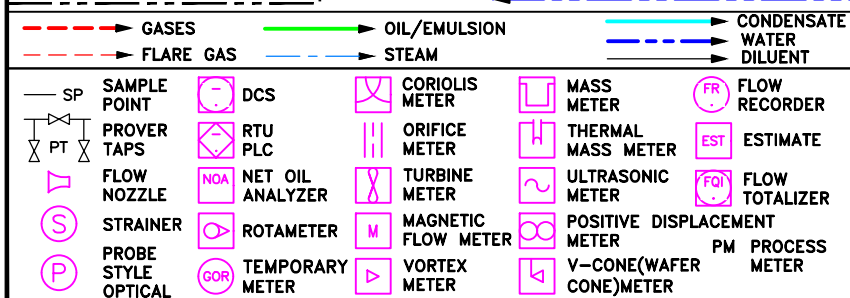 GASES
OIL/EMULSION
CONDENSATE
WATER
FLARE GAS
STEAM
DILUENT
SP
SAMPLE
POINT
DCS
CORIOLIS
METER
MASS
METER
FR
FLOW
RECORDER
PT
PROVER
TAPS
RTU
PLC
ORIFICE
METER
THERMAL
MASS METER
EST
ESTIMATE
FLOW
NOZZLE
NOA
NET OIL
ANALYZER
TURBINE
METER
ULTRASONIC
METER
FQI
FLOW
TOTALIZER
S
STRAINER
ROTAMETER
M
MAGNETIC
FLOW METER
POSITIVE DISPLACEMENT
METER
PM PROCESS
METER
P
PROBE
STYLE
OPTICAL
GOR
TEMPORARY
METER
VORTEX
METER
V-CONE(WAFER
CONE)METER